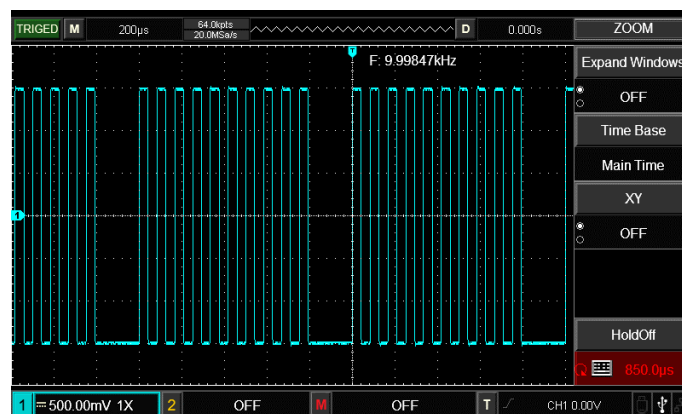 TRIGED M 200µs 64.0kpts D 0.000s ZOOM
20.0MSa/s
T
F: 9.99847kHz
Expand Windows
OFF
Time Base
Main Time
XY
1
OFF
HoldOff
850.0µs
1 500.00mV 1X 2 OFF M OFF T CH1 0.00V